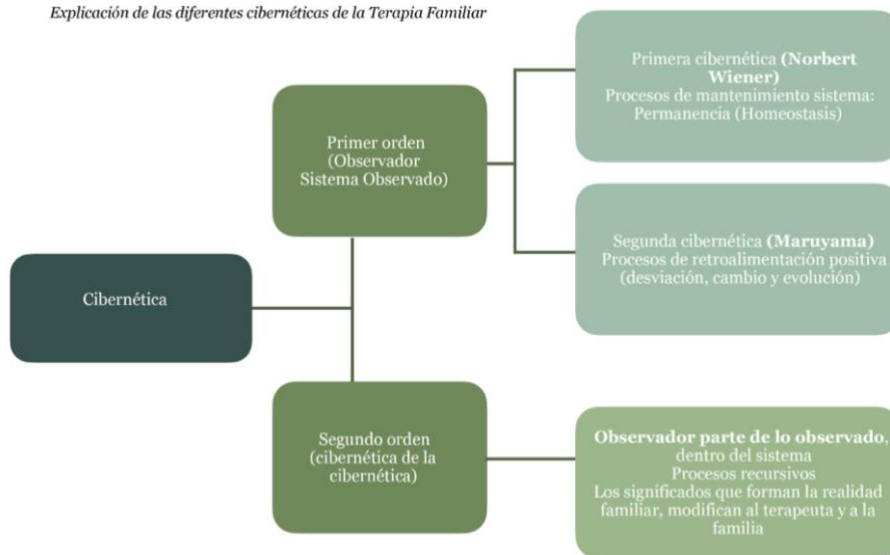 Explicación de las diferentes cibernéticas de la Terapia Familiar
Cibernética
Primer orden
(Observador
Sistema Observado)
Primera cibernética (Norbert
Wiener)
Procesos de mantenimiento sistema:
Permanencia (Homeostasis)
Segunda cibernética (Maruyama)
Procesos de retroalimentación positiva
(desviación, cambio y evolución)
Segundo orden
(cibernética de la
cibernética)
Observador parte de lo observado,
dentro del sistema
Procesos recursivos
Los significados que forman la realidad
familiar, modifican al terapeuta y a la
familia